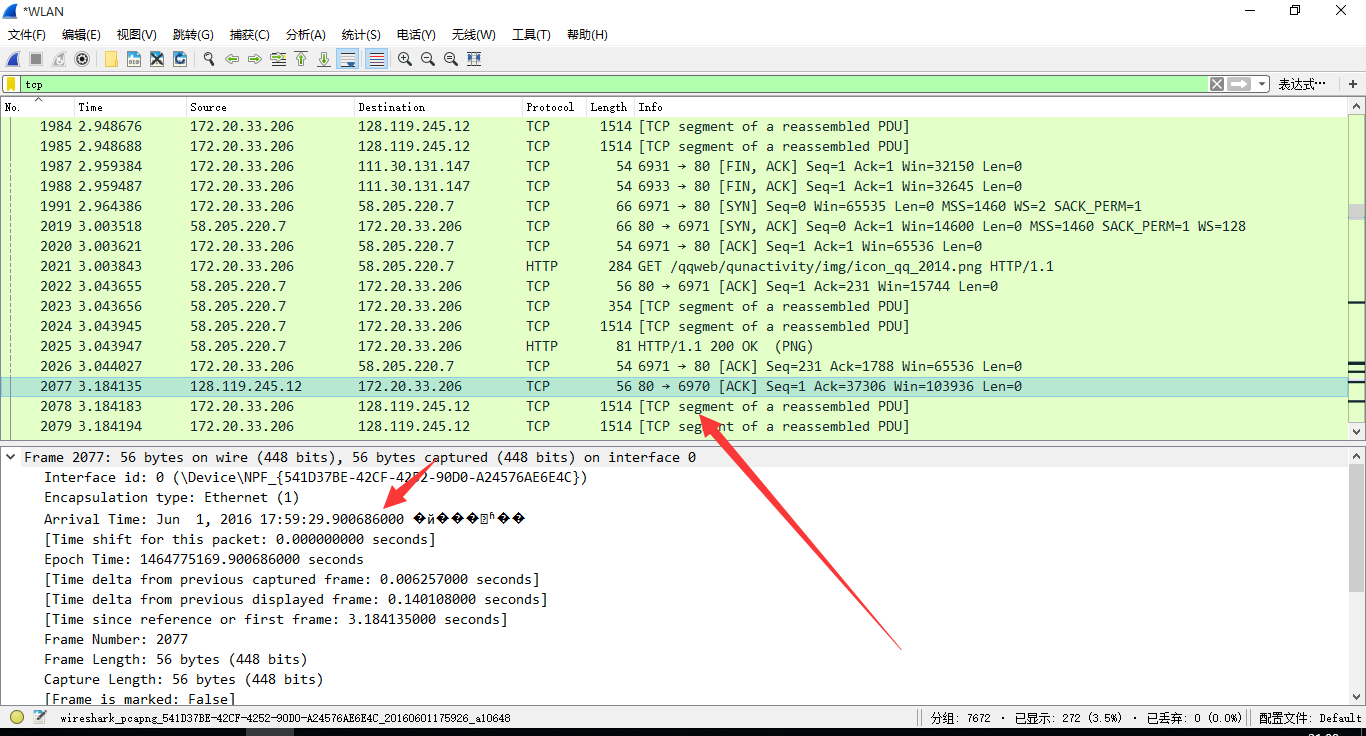 *WLAN
文件(F) 编辑(E) 视图(V) 跳转(G) 捕获(C) 分析(A) 统计(S) 电话(Y) 无线(W) 工具(T) 帮助(H)
tcp 表达式… +
No. Time Source Destination Protocol Length Info
1984 2.948676 172.20.33.206 128.119.245.12 TCP 1514 [TCP segment of a reassembled PDU]
1985 2.948688 172.20.33.206 128.119.245.12 TCP 1514 [TCP segment of a reassembled PDU]
1987 2.959384 172.20.33.206 111.30.131.147 TCP 54 6931 → 80 [FIN, ACK] Seq=1 Ack=1 Win=32150 Len=0
1988 2.959487 172.20.33.206 111.30.131.147 TCP 54 6933 → 80 [FIN, ACK] Seq=1 Ack=1 Win=32645 Len=0
1991 2.964386 172.20.33.206 58.205.220.7 TCP 66 6971 → 80 [SYN] Seq=0 Win=65535 Len=0 MSS=1460 WS=2 SACK_PERM=1
2019 3.003518 58.205.220.7 172.20.33.206 TCP 66 80 → 6971 [SYN, ACK] Seq=0 Ack=1 Win=14600 Len=0 MSS=1460 SACK_PERM=1 WS=128
2020 3.003621 172.20.33.206 58.205.220.7 TCP 54 6971 → 80 [ACK] Seq=1 Ack=1 Win=65536 Len=0
2021 3.003843 172.20.33.206 58.205.220.7 HTTP 284 GET /qqweb/qunactivity/img/icon_qq_2014.png HTTP/1.1
2022 3.043655 58.205.220.7 172.20.33.206 TCP 56 80 → 6971 [ACK] Seq=1 Ack=231 Win=15744 Len=0
2023 3.043656 58.205.220.7 172.20.33.206 TCP 354 [TCP segment of a reassembled PDU]
2024 3.043945 58.205.220.7 172.20.33.206 TCP 1514 [TCP segment of a reassembled PDU]
2025 3.043947 58.205.220.7 172.20.33.206 HTTP 81 HTTP/1.1 200 OK (PNG)
2026 3.044027 172.20.33.206 58.205.220.7 TCP 54 6971 → 80 [ACK] Seq=231 Ack=1788 Win=65536 Len=0
2077 3.184135 128.119.245.12 172.20.33.206 TCP 56 80 → 6970 [ACK] Seq=1 Ack=37306 Win=103936 Len=0
2078 3.184183 172.20.33.206 128.119.245.12 TCP 1514 [TCP segment of a reassembled PDU]
2079 3.184194 172.20.33.206 128.119.245.12 TCP 1514 [TCP segment of a reassembled PDU]
Frame 2077: 56 bytes on wire (448 bits), 56 bytes captured (448 bits) on interface 0
Interface id: 0 (\Device\NPF_{541D37BE-42CF-4252-90D0-A24576AE6E4C})
Encapsulation type: Ethernet (1)
Arrival Time: Jun 1, 2016 17:59:29.900686000
[Time shift for this packet: 0.000000000 seconds]
Epoch Time: 1464775169.900686000 seconds
[Time delta from previous captured frame: 0.006257000 seconds]
[Time delta from previous displayed frame: 0.140108000 seconds]
[Time since reference or first frame: 3.184135000 seconds]
Frame Number: 2077
Frame Length: 56 bytes (448 bits)
Capture Length: 56 bytes (448 bits)
[Frame is marked: False]
wireshark_pcapng_541D37BE-42CF-4252-90D0-A24576AE6E4C_20160601175926_a10648 分组: 7672 · 已显示: 272 (3.5%) · 已丢弃: 0 (0.0%) 配置文件: Default